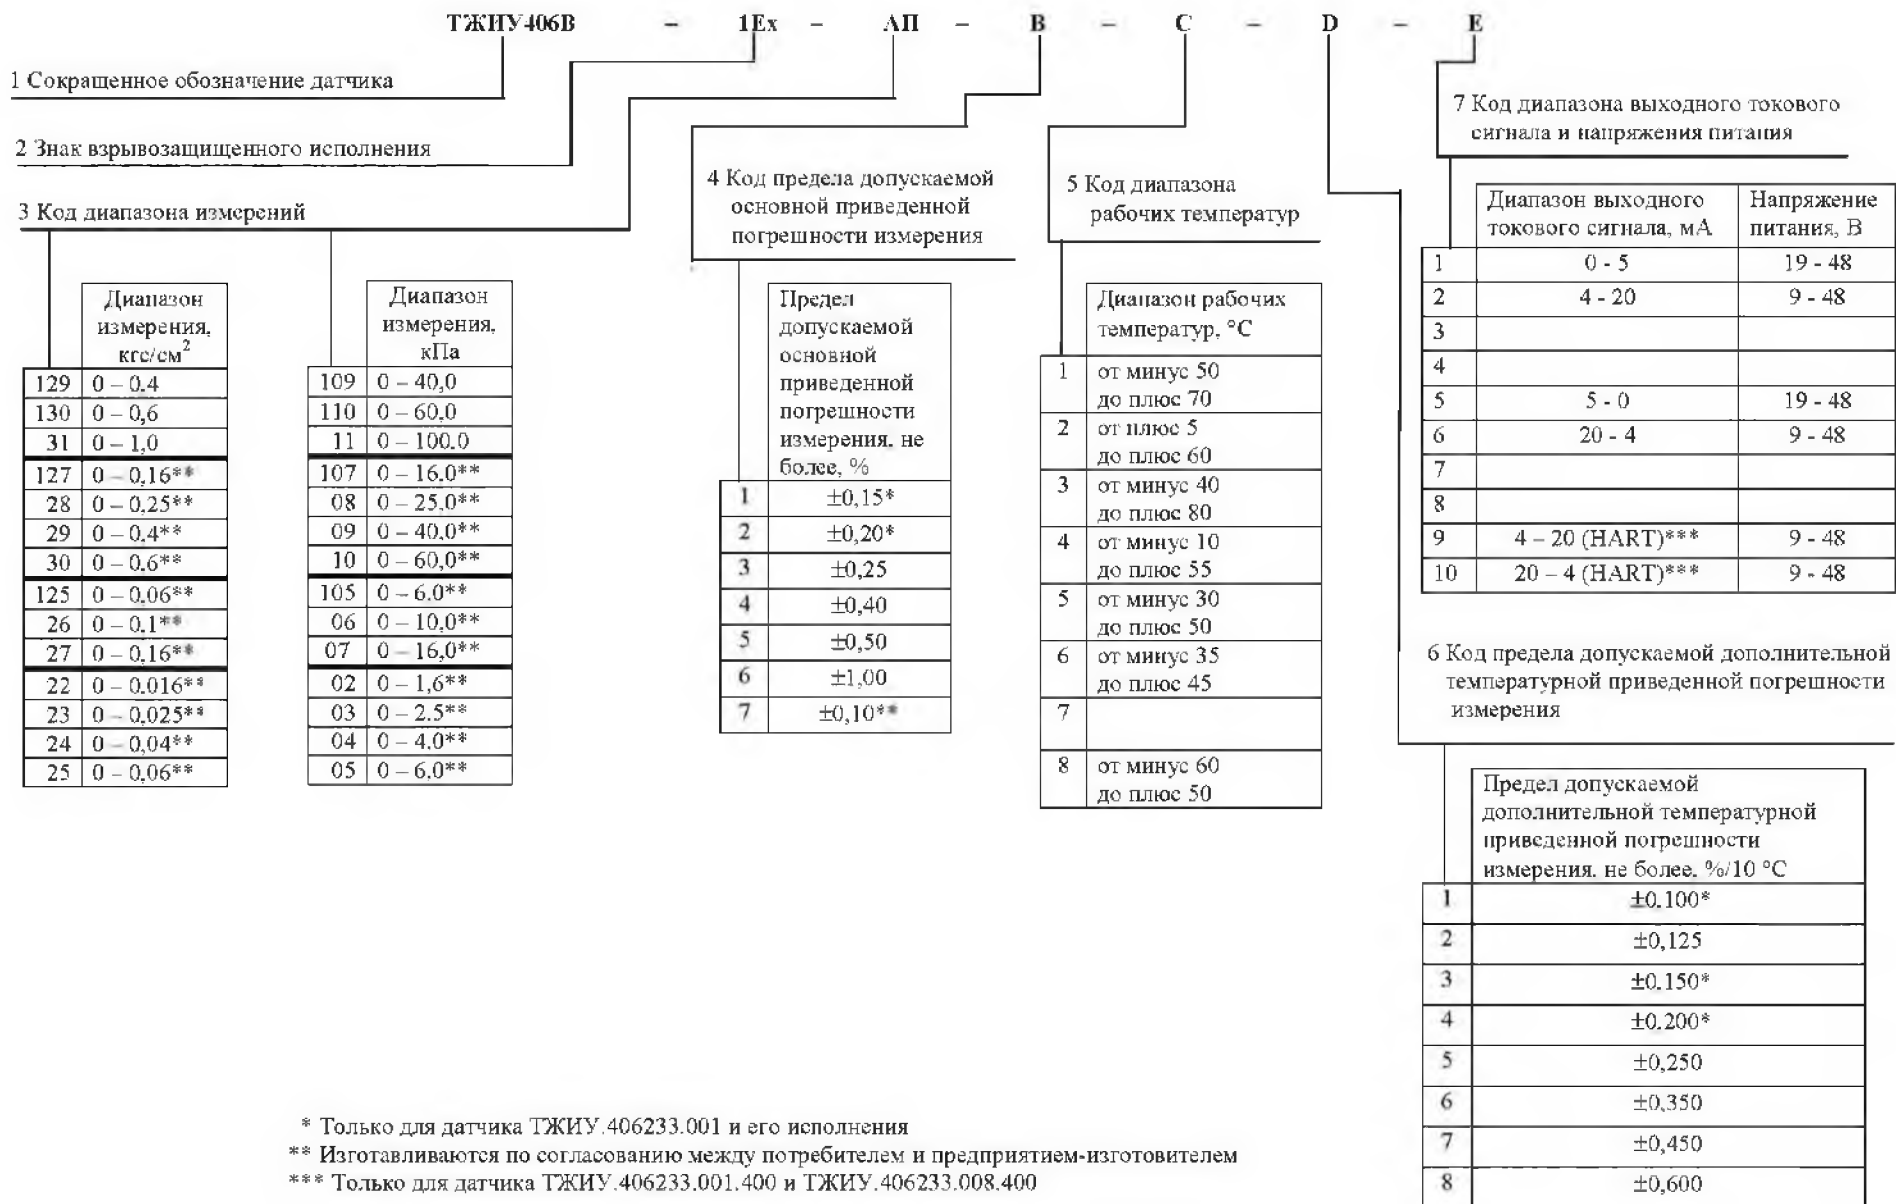 ТЖИУ406В – 1Ех – АП – В – С – D – Е
1 Сокращенное обозначение датчика
2 Знак взрывозащищенного исполнения
3 Код диапазона измерений
Диапазон
измерения,
кгс/см2
129 0 – 0.4
130 0 – 0,6
31 0 – 1,0
127 0 – 0,16**
28 0 – 0,25**
29 0 – 0.4**
30 0 – 0.6**
125 0 – 0.06**
26 0 – 0.1**
27 0 – 0.16**
22 0 – 0.016**
23 0 – 0.025**
24 0 – 0,04**
25 0 – 0,06**
Диапазон
измерения,
кПа
109 0 – 40,0
110 0 – 60.0
11 0 – 100.0
107 0 – 16.0**
08 0 – 25,0**
09 0 – 40,0**
10 0 – 60,0**
105 0 – 6.0**
06 0 – 10,0**
07 0 – 16,0**
02 0 – 1,6**
03 0 – 2.5**
04 0 – 4.0**
05 0 – 6.0**
4 Код предела допускаемой
основной приведенной
погрешности измерения
Предел
допускаемой
основной
приведенной
погрешности
измерения, не
более, %
1 ±0,15*
2 ±0,20*
3 ±0,25
4 ±0,40
5 ±0,50
6 ±1,00
7 ±0,10**
5 Код диапазона
рабочих температур
Диапазон рабочих
температур, °С
1 от минус 50
до плюс 70
2 от плюс 5
до плюс 60
3 от минус 40
до плюс 80
4 от минус 10
до плюс 55
5 от минус 30
до плюс 50
6 от минус 35
до плюс 45
7
8 от минус 60
до плюс 50
7 Код диапазона выходного токового
сигнала и напряжения питания
Диапазон выходного токового сигнала, мА
Напряжение питания, В
1 0 - 5 19 - 48
2 4 - 20 9 - 48
3
4
5 5 - 0 19 - 48
6 20 - 4 9 - 48
7
8
9 4 – 20 (HART)*** 9 - 48
10 20 – 4 (HART)*** 9 - 48
6 Код предела допускаемой дополнительной
температурной приведенной погрешности
измерения
Предел допускаемой
дополнительной температурной
приведенной погрешности
измерения, не более, %/10 °С
1 ±0.100*
2 ±0,125
3 ±0.150*
4 ±0.200*
5 ±0,250
6 ±0,350
7 ±0,450
8 ±0,600
* Только для датчика ТЖИУ.406233.001 и его исполнения
** Изготавливаются по согласованию между потребителем и предприятием-изготовителем
*** Только для датчика ТЖИУ.406233.001.400 и ТЖИУ.406233.008.400